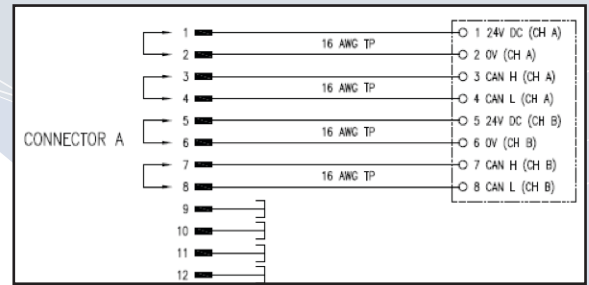 1 1 24V DC (CH A)
16 AWG TP
2 2 0V (CH A)
3 3 CAN H (CH A)
16 AWG TP
4 4 CAN L (CH A)
5 5 24V DC (CH B)
16 AWG TP
CONNECTOR A 6 6 0V (CH B)
7 7 CAN H (CH B)
16 AWG TP
8 8 CAN L (CH B)
9
10
11
12